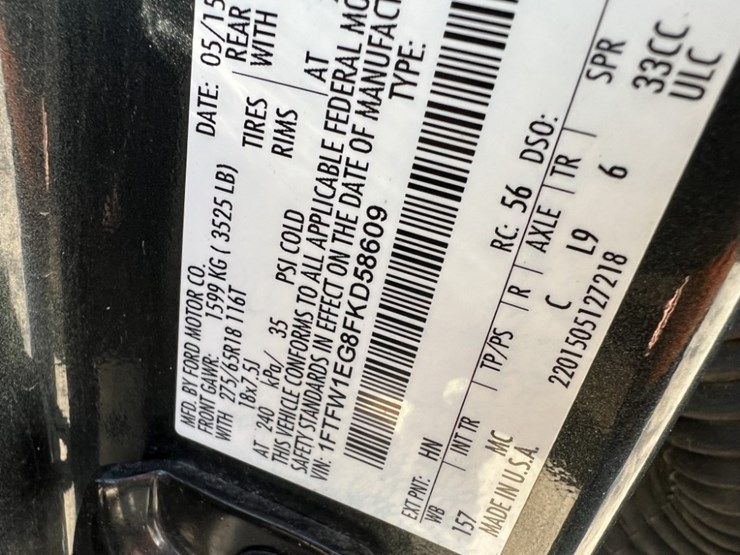 MFD. BY FORD MOTOR CO.
DATE: 05/15
FRONT GAWR: 1599 KG ( 3525 LB)
REAR
WITH 275/65R18 116T
TIRES
WITH
18x7.5J
RIMS
AT 240 kPa/ 35 PSI COLD
AT
THIS VEHICLE CONFORMS TO ALL APPLICABLE FEDERAL MO
SAFETY STANDARDS IN EFFECT ON THE DATE OF MANUFACT
VIN: 1FTFW1EG8FKD58609
TYPE:
EXT PNT: HN
RC: 56 DSO:
WB | INT TR | TP/PS | R | AXLE | TR | SPR
157 MC C L9 6 33CC
MADE IN U.S.A.
2201505127218
ULC